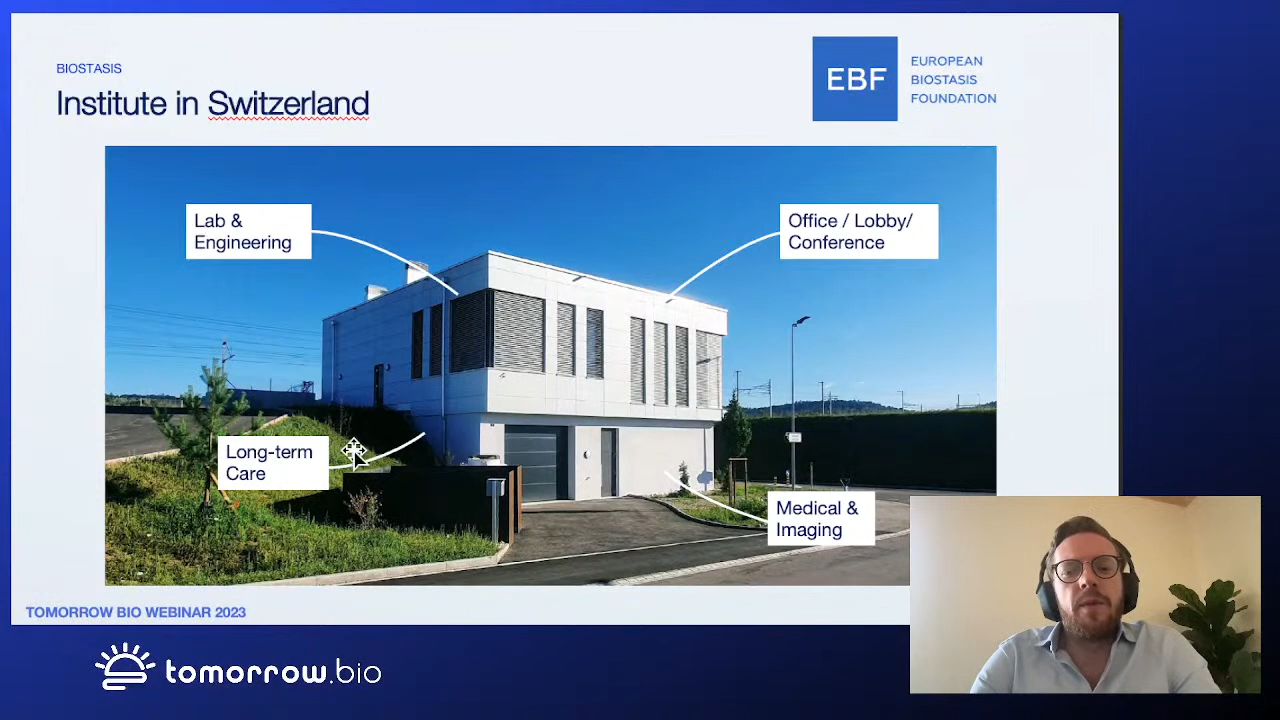 BIOSTASIS
Institute in Switzerland
EBF
EUROPEAN
BIOSTASIS
FOUNDATION
Lab &
Engineering
Office / Lobby/
Conference
Long-term
Care
Medical &
Imaging
TOMORROW BIO WEBINAR 2023
tomorrow.bio